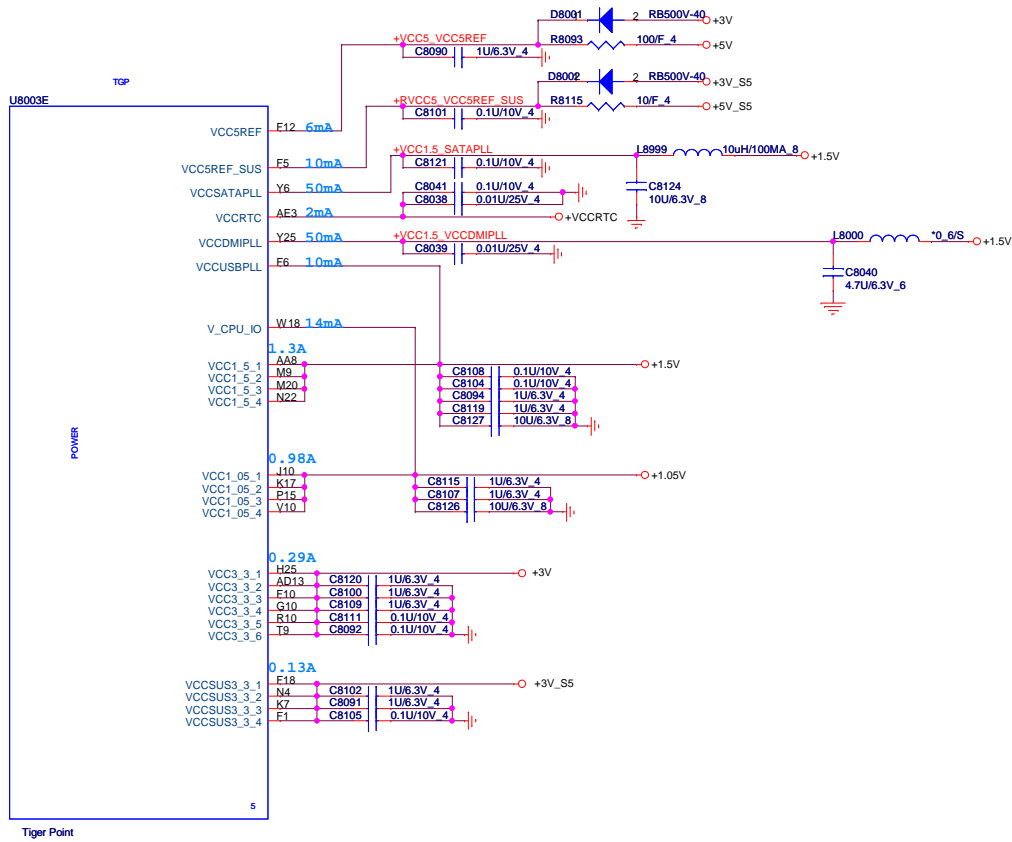 D8001 1 2 RB500V-40 +3V
+VCC5_VCC5REF R8093 100/F_4 +5V
C8090 1U/6.3V_4
D8002 1 2 RB500V-40 +3V_S5
TGP
U8003E +RVCC5_VCC5REF_SUS R8115 10/F_4 +5V_S5
C8101 0.1U/10V_4
VCC5REF F12 6mA
+VCC1.5_SATAPLL L8999 10uH/100MA_8 +1.5V
VCC5REF_SUS F5 10mA C8121 0.1U/10V_4
VCCSATAPLL Y6 50mA C8041 0.1U/10V_4 C8124
C8038 0.01U/25V_4 10U/6.3V_8
VCCRTC AE3 2mA +VCCRTC
VCCDMIPLL Y25 50mA +VCC1.5_VCCDMIPLL L8000 *0_6/S +1.5V
C8039 0.01U/25V_4
VCCUSBPLL F6 10mA C8040
4.7U/6.3V_6
V_CPU_IO W18 14mA
1.3A
VCC1_5_1 AA8 +1.5V
VCC1_5_2 M9 C8108 0.1U/10V_4
VCC1_5_3 M20 C8104 0.1U/10V_4
VCC1_5_4 N22 C8094 1U/6.3V_4
C8119 1U/6.3V_4
C8127 10U/6.3V_8
POWER
0.98A
VCC1_05_1 J10 +1.05V
VCC1_05_2 K17 C8115 1U/6.3V_4
VCC1_05_3 P15 C8107 1U/6.3V_4
VCC1_05_4 V10 C8126 10U/6.3V_8
0.29A
VCC3_3_1 H25 +3V
VCC3_3_2 AD13 C8120 1U/6.3V_4
VCC3_3_3 F10 C8100 1U/6.3V_4
VCC3_3_4 G10 C8109 1U/6.3V_4
VCC3_3_5 R10 C8111 0.1U/10V_4
VCC3_3_6 T9 C8092 0.1U/10V_4
0.13A
VCCSUS3_3_1 F18 +3V_S5
VCCSUS3_3_2 N4 C8102 1U/6.3V_4
VCCSUS3_3_3 K7 C8091 1U/6.3V_4
VCCSUS3_3_4 F1 C8105 0.1U/10V_4
5
Tiger Point